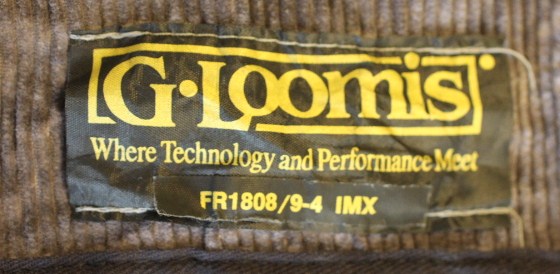 G·Loomis
Where Technology and Performance Meet
FR1808/9-4 IMX